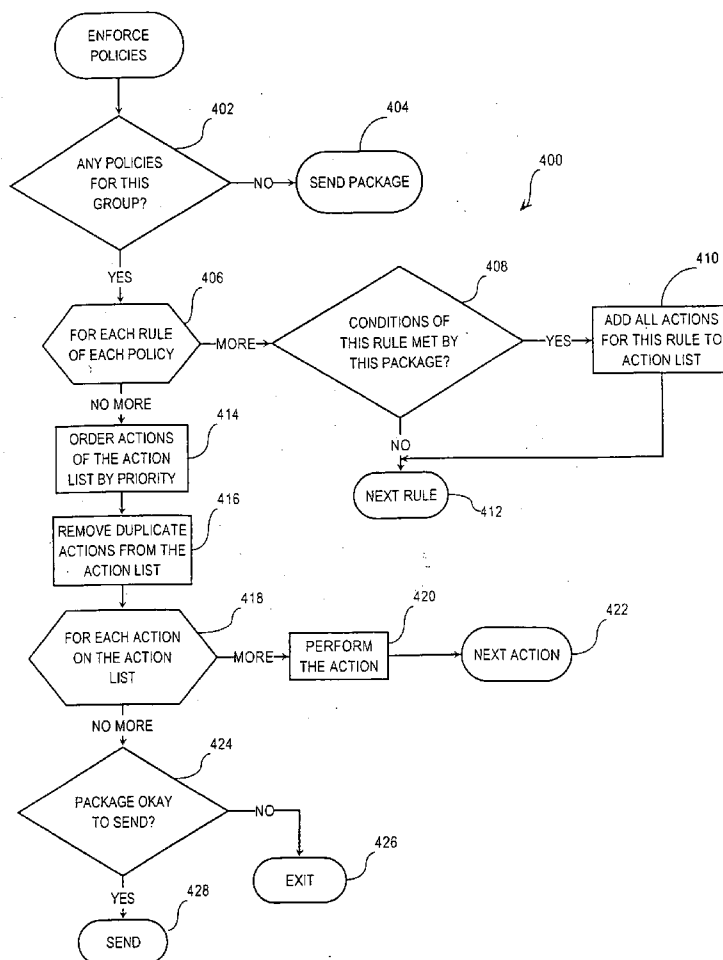 ENFORCE
POLICIES
402
ANY POLICIES
FOR THIS
GROUP?
NO
404
SEND PACKAGE
400
YES
406
FOR EACH RULE
OF EACH POLICY
MORE
408
CONDITIONS OF
THIS RULE MET BY
THIS PACKAGE?
YES
410
ADD ALL ACTIONS
FOR THIS RULE TO
ACTION LIST
NO
NEXT RULE
412
NO MORE
414
ORDER ACTIONS
OF THE ACTION
LIST BY PRIORITY
416
REMOVE DUPLICATE
ACTIONS FROM THE
ACTION LIST
418
FOR EACH ACTION
ON THE ACTION
LIST
MORE
420
PERFORM
THE ACTION
422
NEXT ACTION
NO MORE
424
PACKAGE OKAY
TO SEND?
NO
426
EXIT
YES
428
SEND